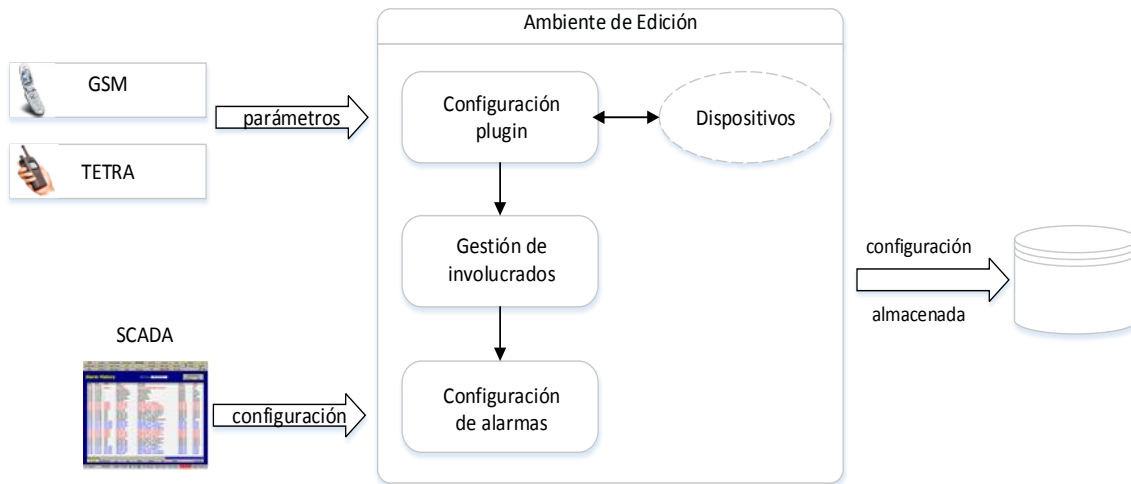 Ambiente de Edición
GSM
parámetros
TETRA
Configuración
plugin
Dispositivos
Gestión de
involucrados
configuración
almacenada
SCADA
configuración
Configuración
de alarmas